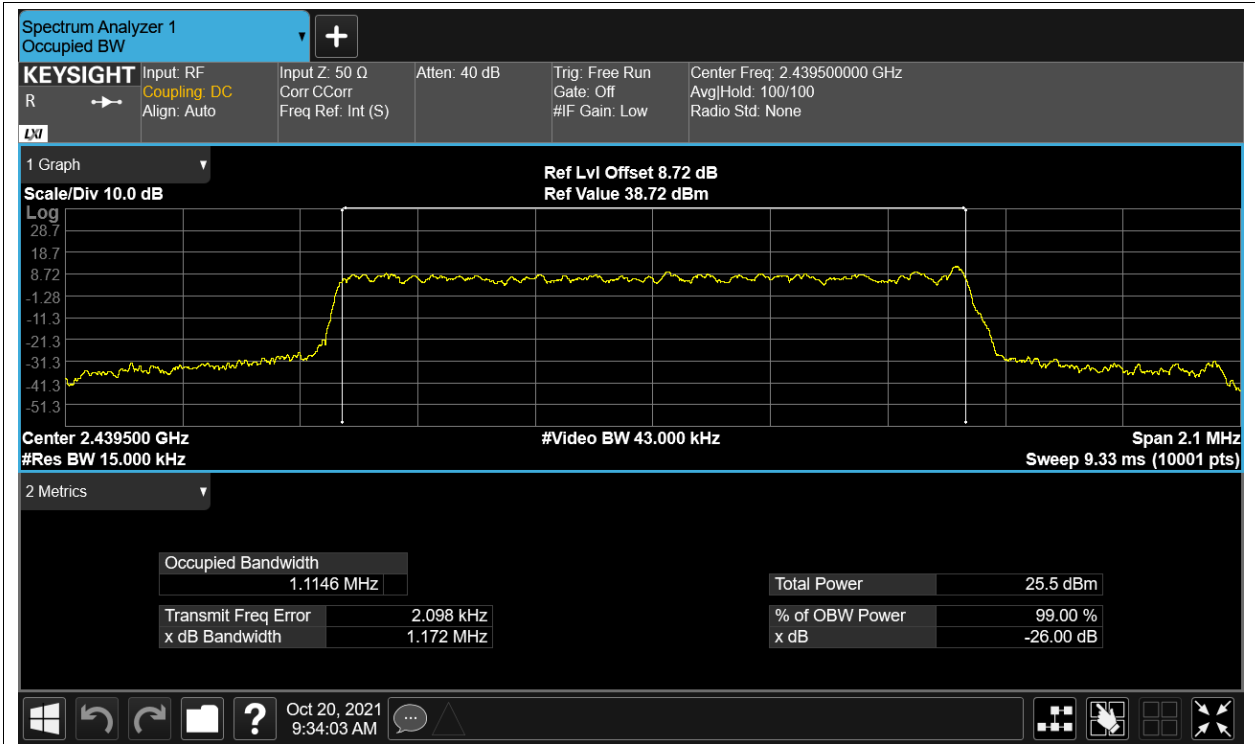 Spectrum Analyzer 1
Occupied BW
KEYSIGHT
R
LXI
Input: RF
Coupling: DC
Align: Auto
Input Z: 50 Ω
Corr CCorr
Freq Ref: Int (S)
Atten: 40 dB
Trig: Free Run
Gate: Off
#IF Gain: Low
Center Freq: 2.439500000 GHz
Avg|Hold: 100/100
Radio Std: None
1 Graph
Scale/Div 10.0 dB
Ref Lvl Offset 8.72 dB
Ref Value 38.72 dBm
Log
28.7
18.7
8.72
-1.28
-11.3
-21.3
-31.3
-41.3
-51.3
Center 2.439500 GHz
#Video BW 43.000 kHz
Span 2.1 MHz
#Res BW 15.000 kHz
Sweep 9.33 ms (10001 pts)
2 Metrics
Occupied Bandwidth
1.1146 MHz
Transmit Freq Error 2.098 kHz
x dB Bandwidth 1.172 MHz
Total Power 25.5 dBm
% of OBW Power 99.00 %
x dB -26.00 dB
?
Oct 20, 2021
9:34:03 AM